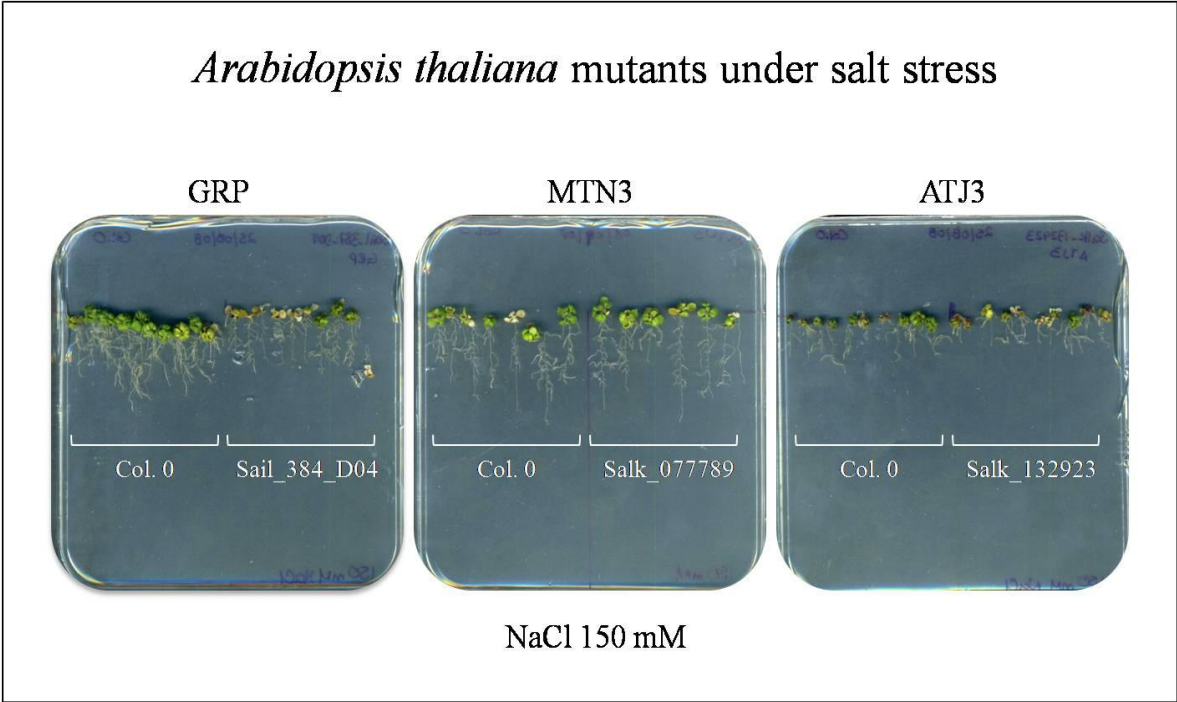 Arabidopsis thaliana mutants under salt stress
GRP
MTN3
ATJ3
Col. 0
Sail_384_D04
Col. 0
Salk_077789
Col. 0
Salk_132923
NaCl 150 mM